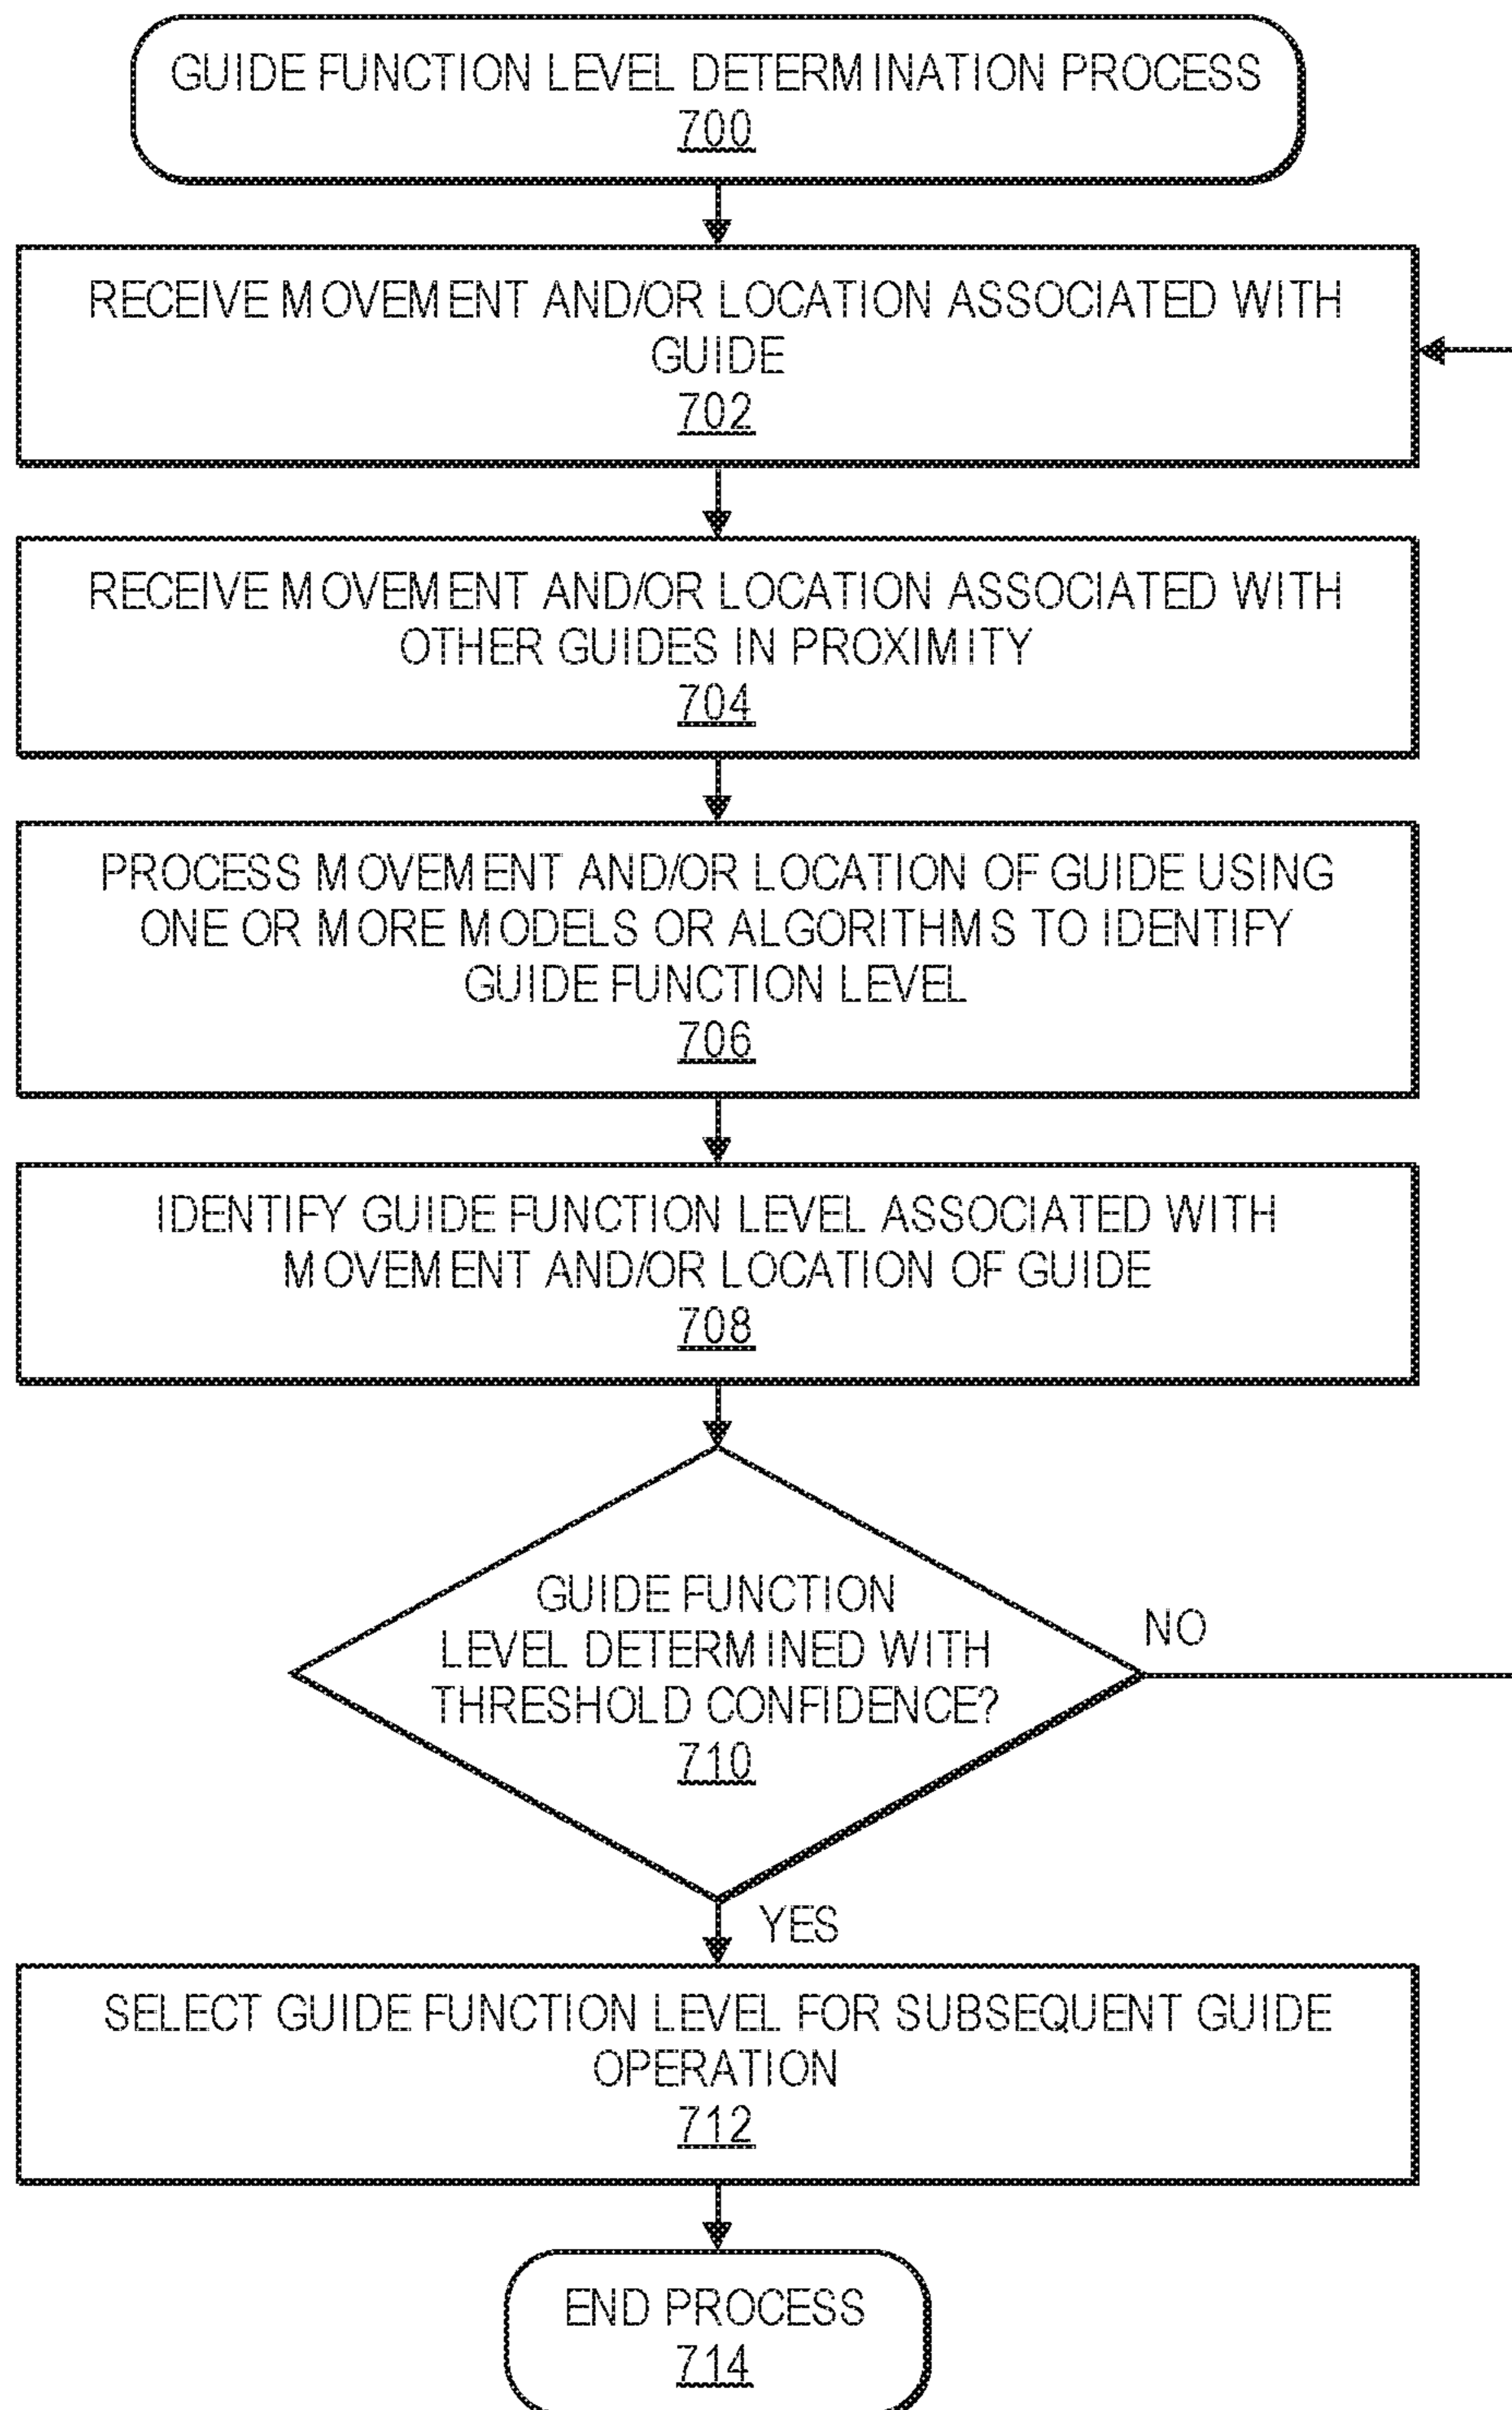 GUIDE FUNCTION LEVEL DETERMINATION PROCESS
700
RECEIVE MOVEMENT AND/OR LOCATION ASSOCIATED WITH
GUIDE
702
RECEIVE MOVEMENT AND/OR LOCATION ASSOCIATED WITH
OTHER GUIDES IN PROXIMITY
704
PROCESS MOVEMENT AND/OR LOCATION OF GUIDE USING
ONE OR MORE MODELS OR ALGORITHMS TO IDENTIFY
GUIDE FUNCTION LEVEL
706
IDENTIFY GUIDE FUNCTION LEVEL ASSOCIATED WITH
MOVEMENT AND/OR LOCATION OF GUIDE
708
GUIDE FUNCTION
LEVEL DETERMINED WITH
THRESHOLD CONFIDENCE?
710
NO
YES
SELECT GUIDE FUNCTION LEVEL FOR SUBSEQUENT GUIDE
OPERATION
712
END PROCESS
714